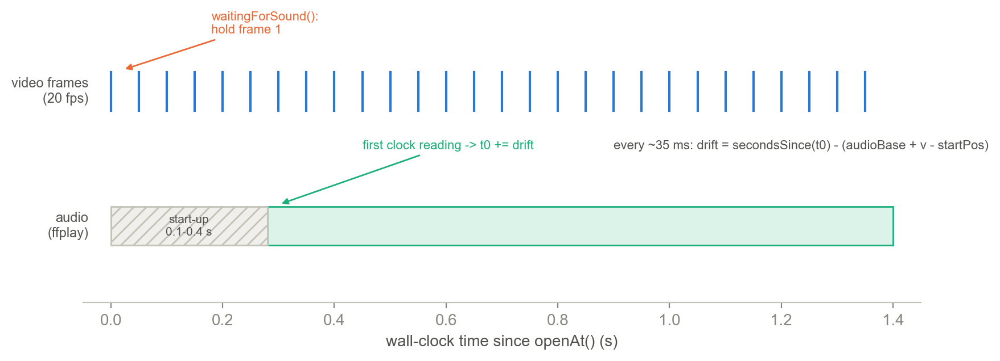 waitingForSound():
hold frame 1
video frames
(20 fps)
first clock reading -> t0 += drift
every ~35 ms: drift = secondsSince(t0) - (audioBase + v - startPos)
audio
(ffplay)
start-up
0.1-0.4 s
0.0 0.2 0.4 0.6 0.8 1.0 1.2 1.4
wall-clock time since openAt() (s)